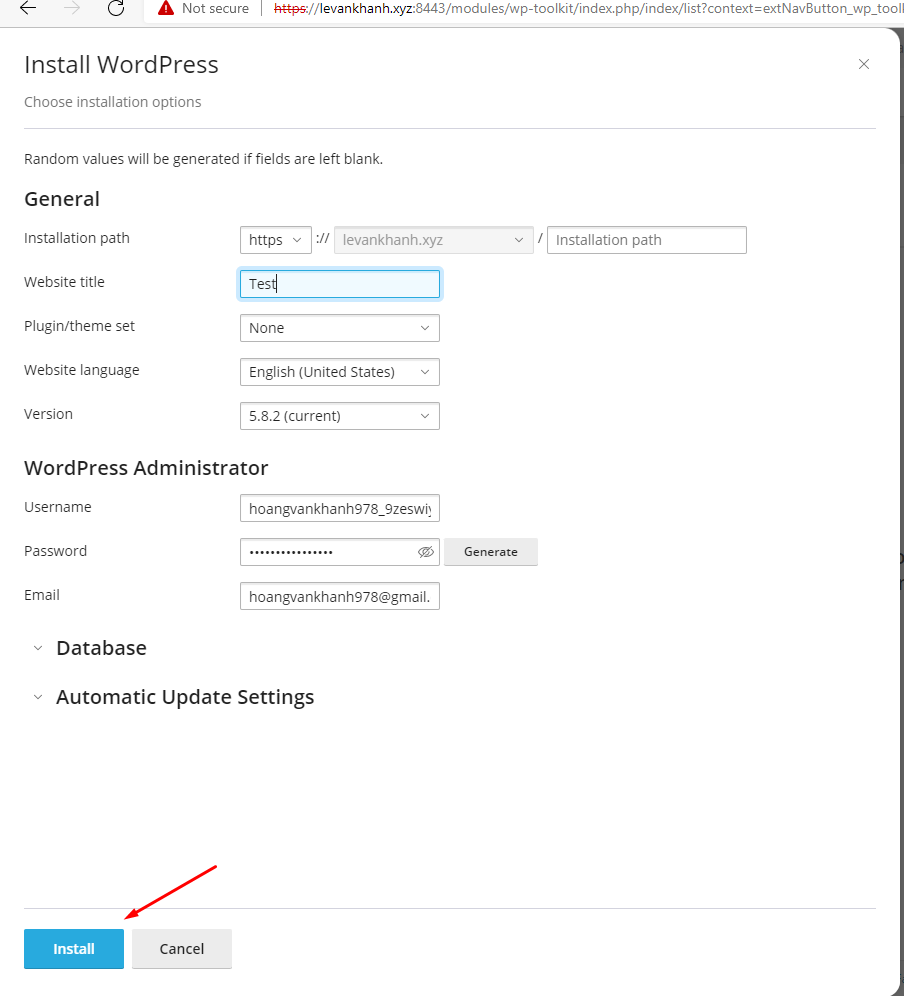 Not secure https://levankhanh.xyz:8443/modules/wp-toolkit/index.php/index/list?context=extNavButton_wp_tool
Install WordPress
Choose installation options
Random values will be generated if fields are left blank.
General
Installation path https :// levankhanh.xyz / Installation path
Website title Test
Plugin/theme set None
Website language English (United States)
Version 5.8.2 (current)
WordPress Administrator
Username hoangvankhanh978_9zeswiy
Password •••••••••••••••• Generate
Email hoangvankhanh978@gmail.
Database
Automatic Update Settings
Install Cancel